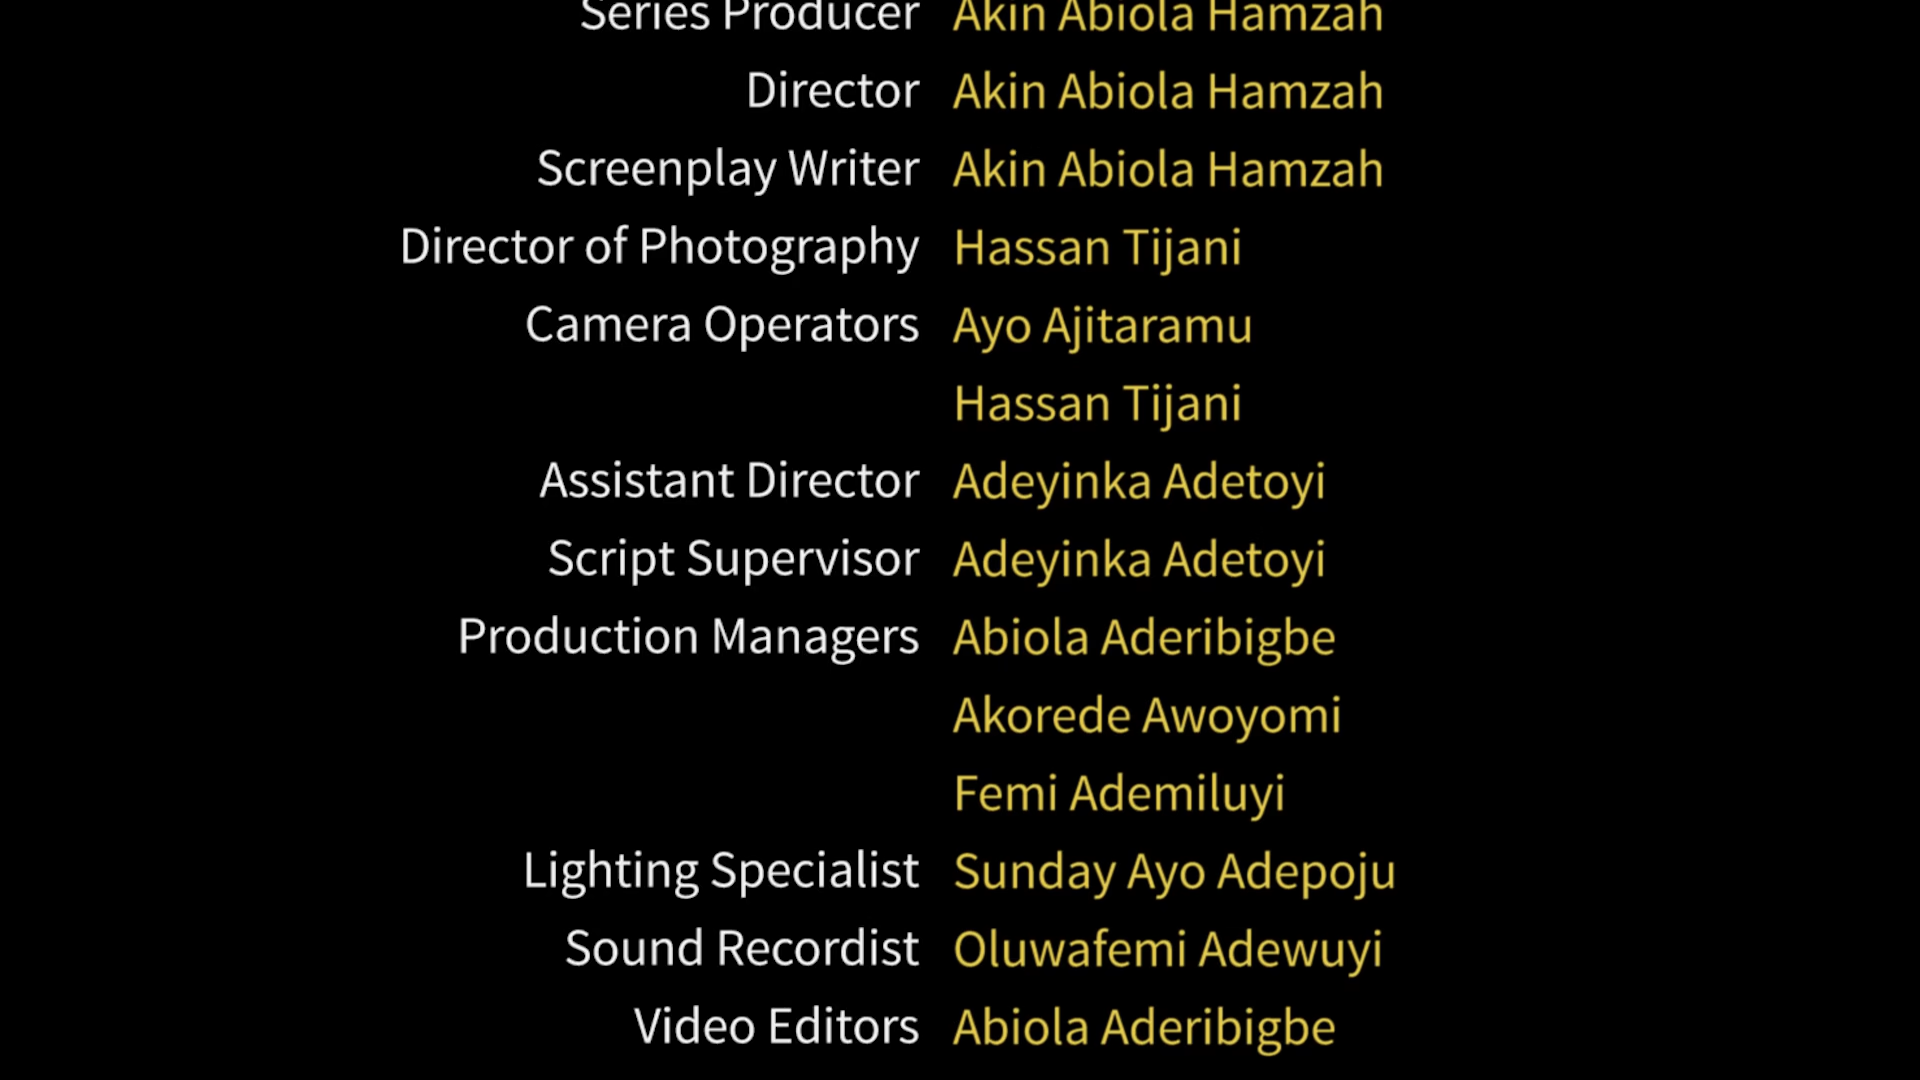 Series Producer Akin Abiola Hamzah
Director Akin Abiola Hamzah
Screenplay Writer Akin Abiola Hamzah
Director of Photography Hassan Tijani
Camera Operators Ayo Ajitaramu
Hassan Tijani
Assistant Director Adeyinka Adetoyi
Script Supervisor Adeyinka Adetoyi
Production Managers Abiola Aderibigbe
Akorede Awoyomi
Femi Ademiluyi
Lighting Specialist Sunday Ayo Adepoju
Sound Recordist Oluwafemi Adewuyi
Video Editors Abiola Aderibigbe